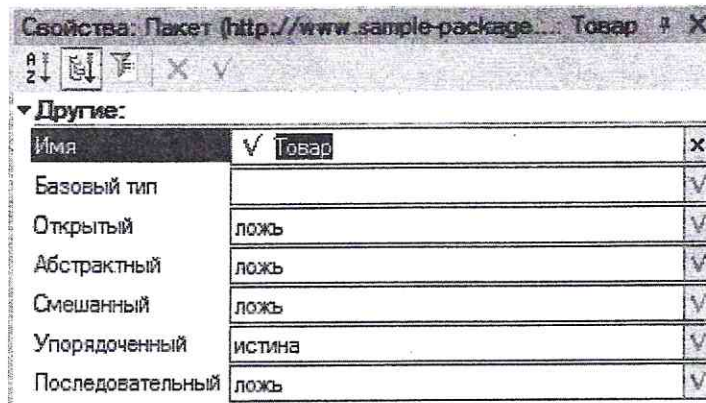 Свойства: Пакет (http://www.sample-package.... Товар
Другие:
Имя Товар
Базовый тип
Открытый ложь
Абстрактный ложь
Смешанный ложь
Упорядоченный истина
Последовательный ложь